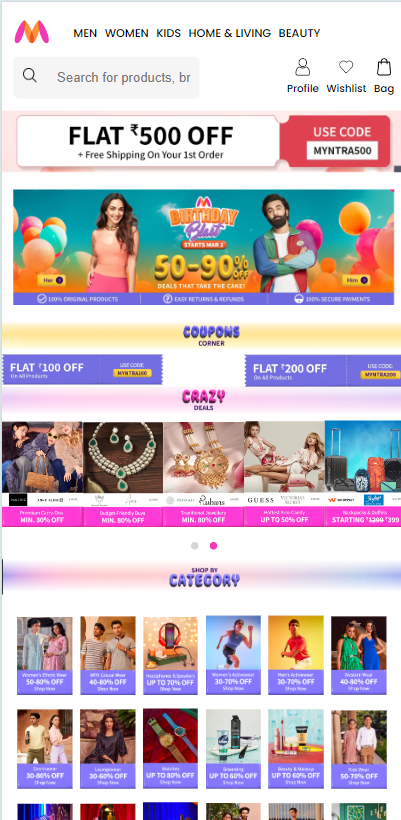 MEN WOMEN KIDS HOME & LIVING BEAUTY
Search for products, br
Profile Wishlist Bag
FLAT ₹500 OFF
+ Free Shipping On Your 1st Order
USE CODE
MYNTRA500
BIRTHDAY
Blast
STARTS MAR 2
50-90% OFF
DEALS THAT TAKE THE CAKE!
Her
Him
100% ORIGINAL PRODUCTS
EASY RETURNS & REFUNDS
100% SECURE PAYMENTS
COUPONS
CORNER
FLAT ₹100 OFF
On All Products
USE CODE:
MYNTRA100
FLAT ₹200 OFF
On All Products
USE CODE:
MYNTRA200
CRAZY
DEALS
GUESS
VICTORIA'S SECRET
Premium Carry-Ons
MIN. 30% OFF
Budget-Friendly Buys
MIN. 80% OFF
Traditional Jewellery
MIN. 80% OFF
Hottest Arm Candy
UP TO 50% OFF
Backpacks & Duffels
STARTING ₹1299 ₹399
SHOP BY
CATEGORY
Women's Ethnic Wear
50-80% OFF
Shop Now
WFH Casual Wear
40-80% OFF
Shop Now
Headphones & Speakers
UP TO 70% OFF
Shop Now
Women's Activewear
30-70% OFF
Shop Now
Men's Activewear
30-70% OFF
Shop Now
Western Wear
40-80% OFF
Shop Now
Sportswear
30-80% OFF
Shop Now
Loungewear
30-60% OFF
Shop Now
Watches
UP TO 80% OFF
Shop Now
Grooming
UP TO 60% OFF
Shop Now
Beauty & Makeup
UP TO 60% OFF
Shop Now
Kids Wear
50-70% OFF
Shop Now